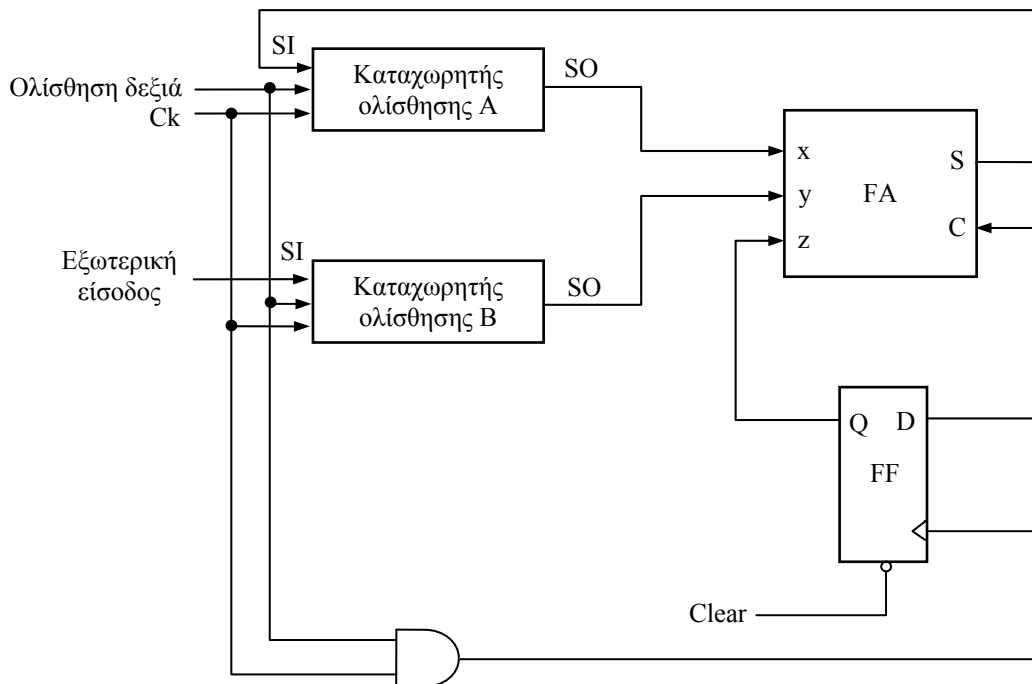 SI
Καταχωρητής
ολίσθησης Α
SO
Ολίσθηση δεξιά
Ck
x
y
z
FA
S
C
Εξωτερική
είσοδος
SI
Καταχωρητής
ολίσθησης Β
SO
Q
D
FF
Clear